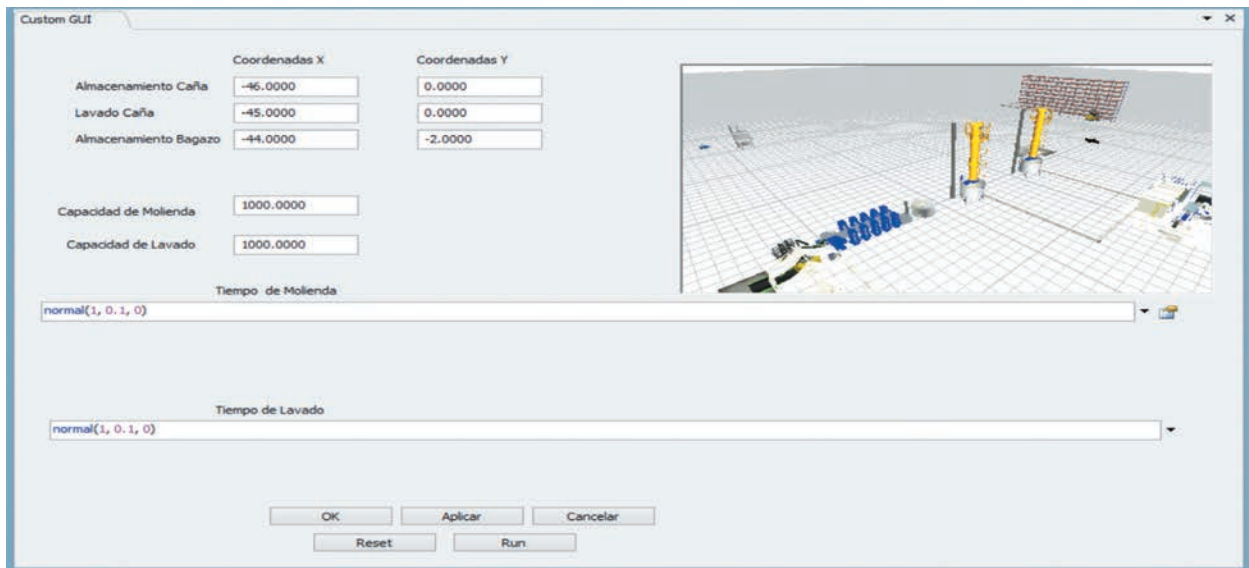 Custom GUI
Coordenadas X Coordenadas Y
Almacenamiento Caña -46.0000 0.0000
Lavado Caña -45.0000 0.0000
Almacenamiento Bagazo -44.0000 -2.0000
Capacidad de Molienda 1000.0000
Capacidad de Lavado 1000.0000
Tiempo de Molienda
normal(1, 0.1, 0)
Tiempo de Lavado
normal(1, 0.1, 0)
OK Aplicar Cancelar
Reset Run